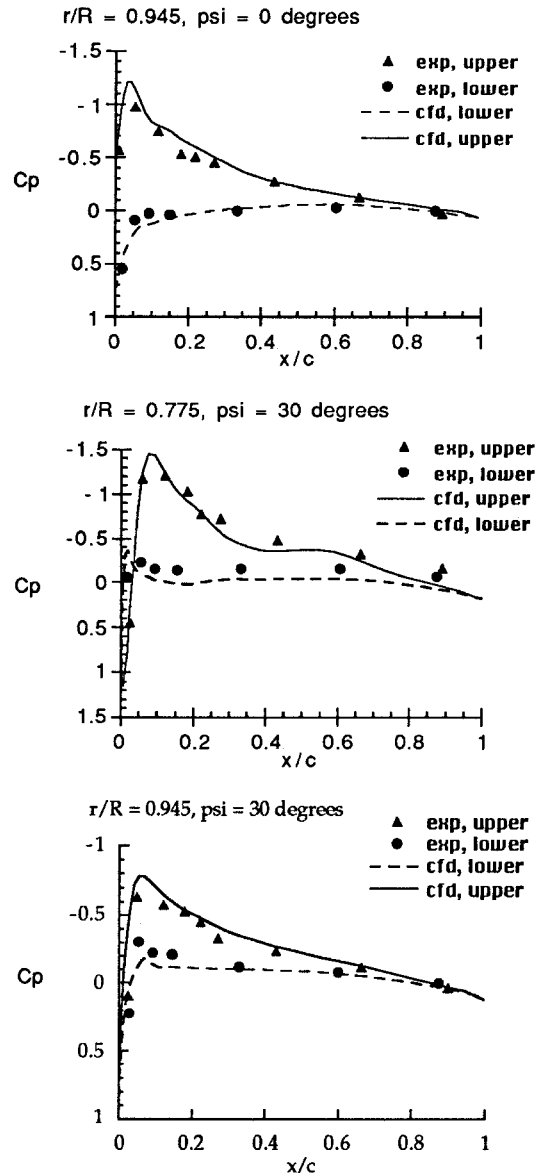 r/R = 0.945, psi = 0 degrees
-1.5
-1
-0.5
0
0.5
1
Cp
exp, upper
exp, lower
cfd, lower
cfd, upper
0 0.2 0.4 0.6 0.8 1
x/c
r/R = 0.775, psi = 30 degrees
-1.5
-1
-0.5
0
0.5
1
1.5
Cp
exp, upper
exp, lower
cfd, upper
cfd, lower
0 0.2 0.4 0.6 0.8 1
x/c
r/R = 0.945, psi = 30 degrees
-1
-0.5
0
0.5
1
Cp
exp, upper
exp, lower
cfd, lower
cfd, upper
0 0.2 0.4 0.6 0.8 1
x/c